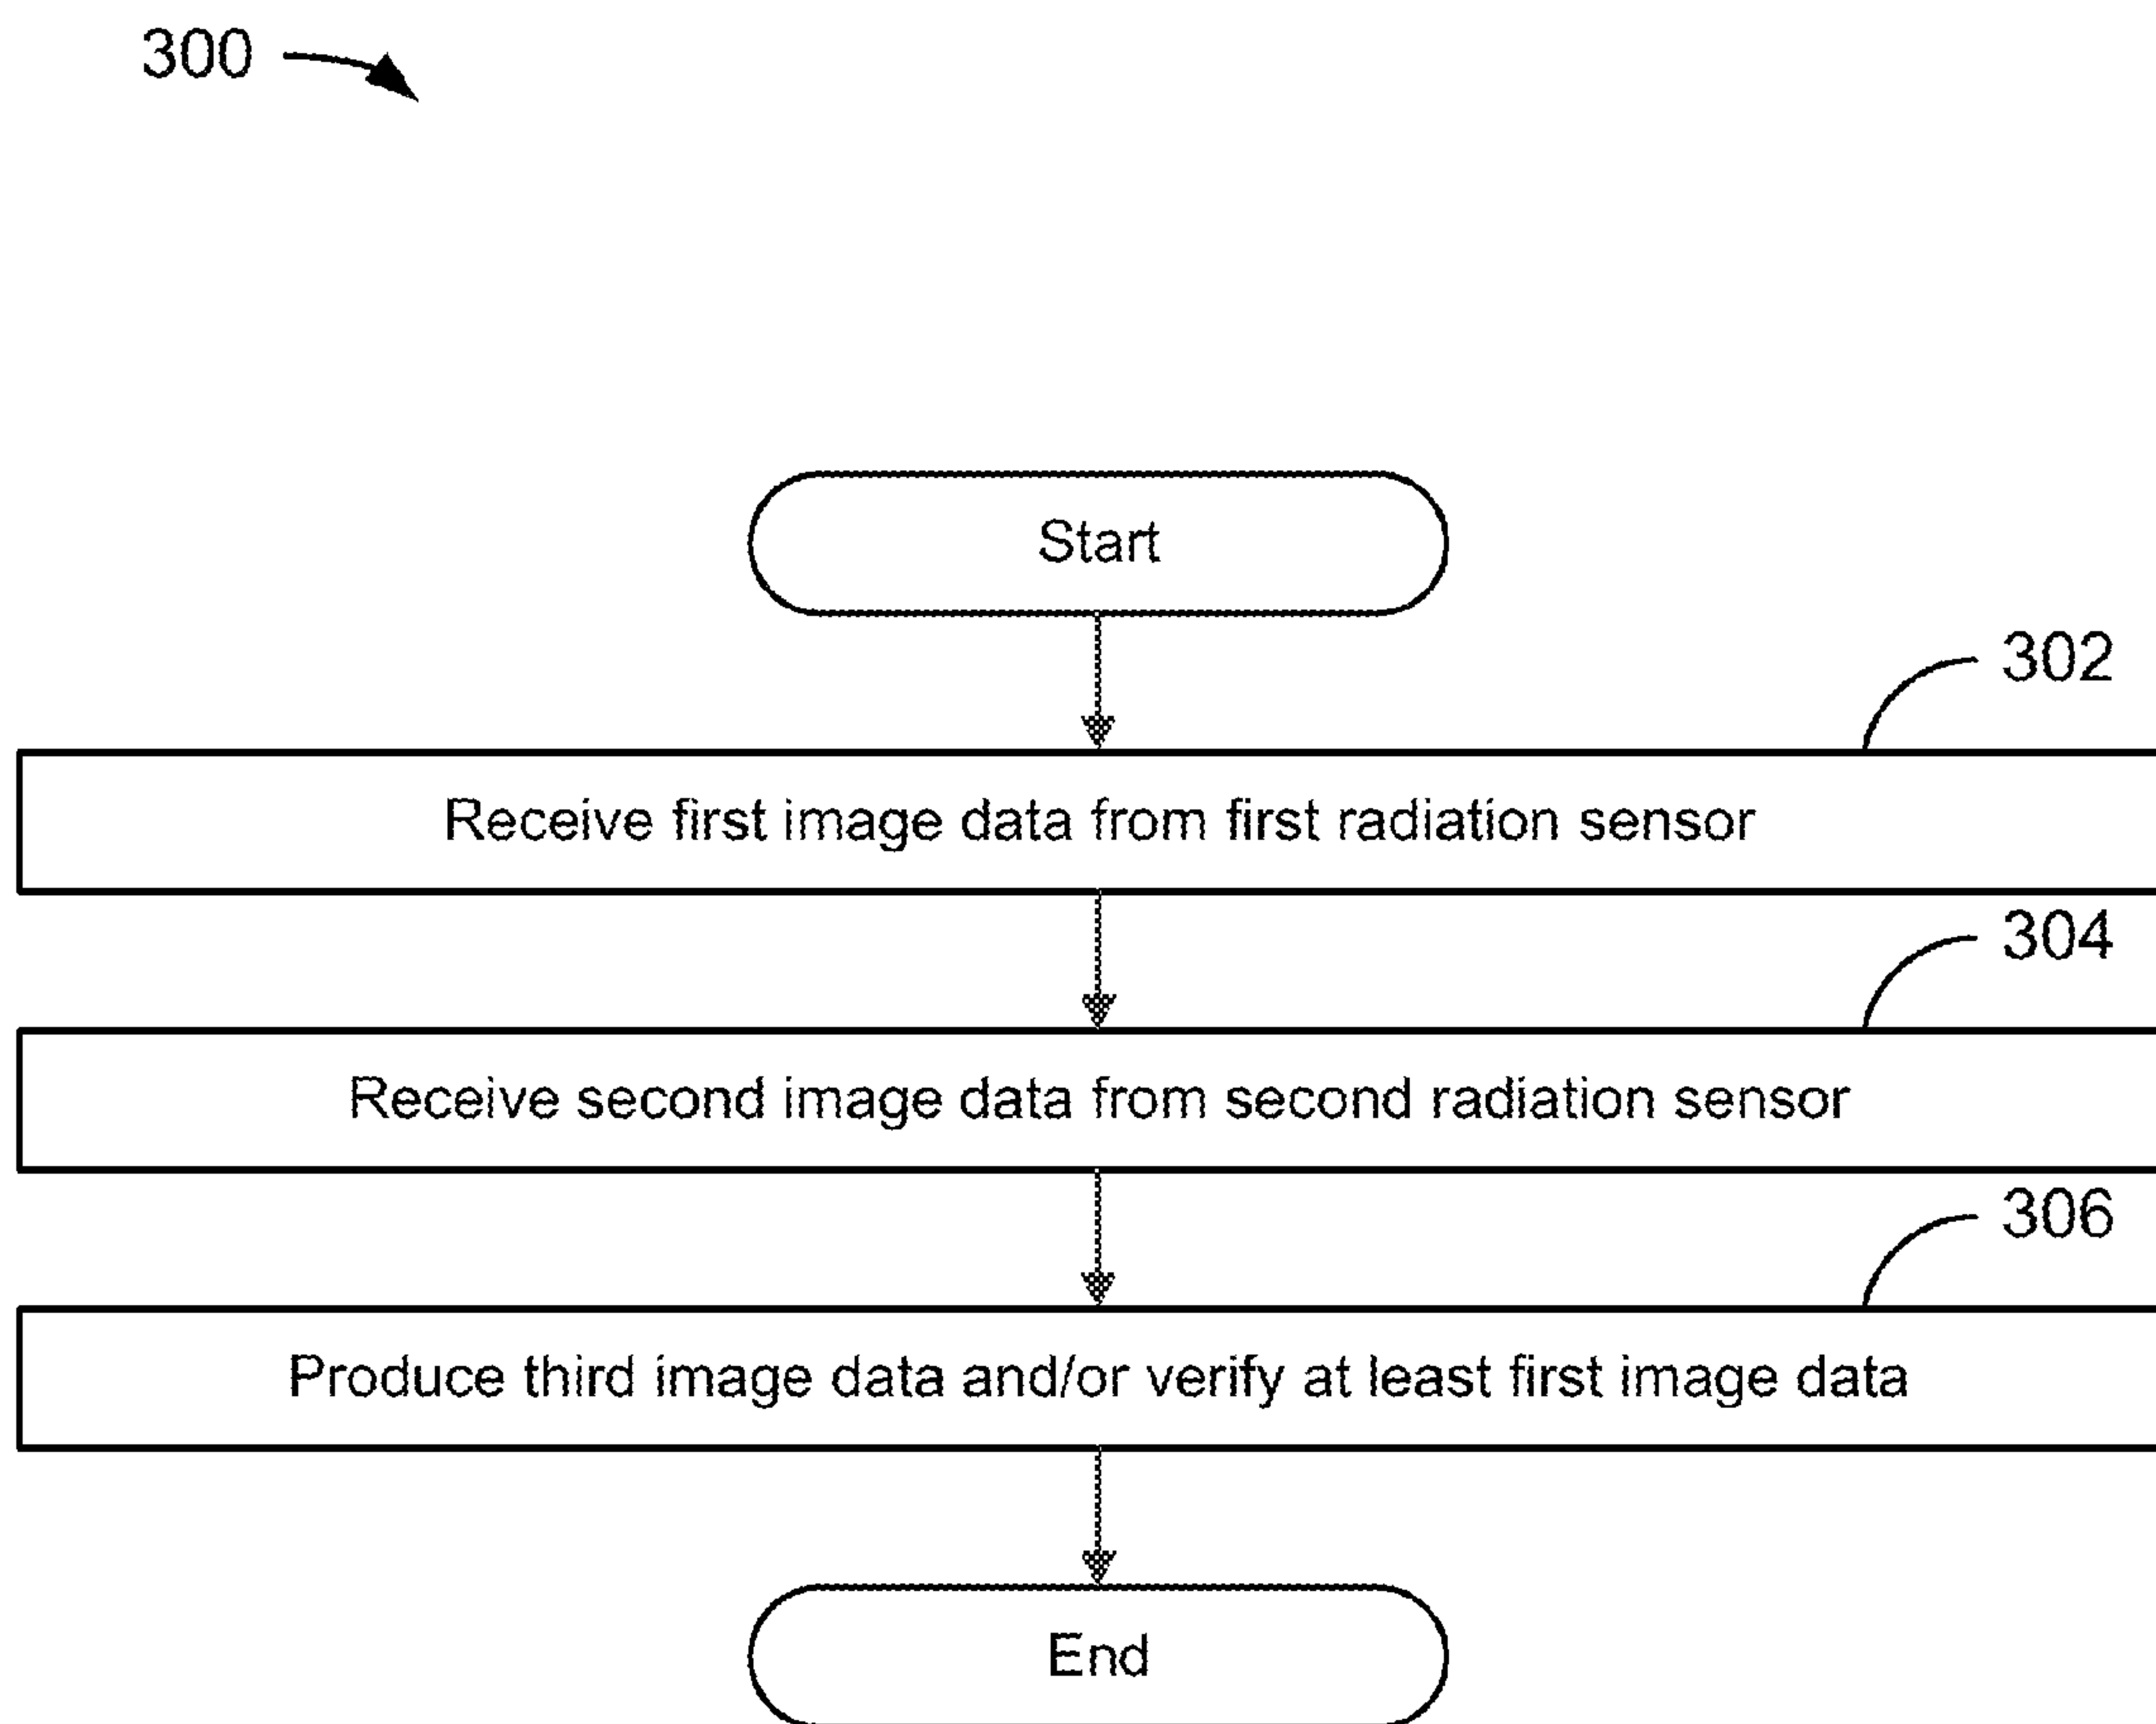 300
Start
302
Receive first image data from first radiation sensor
304
Receive second image data from second radiation sensor
306
Produce third image data and/or verify at least first image data
End